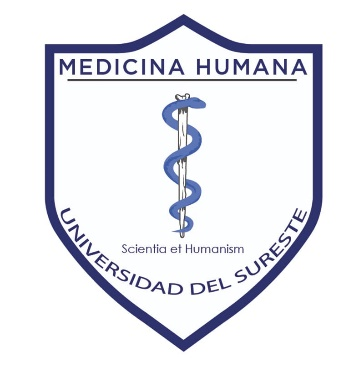 MEDICINA HUMANA
Scientia et Humanism
UNIVERSIDAD DEL SURESTE